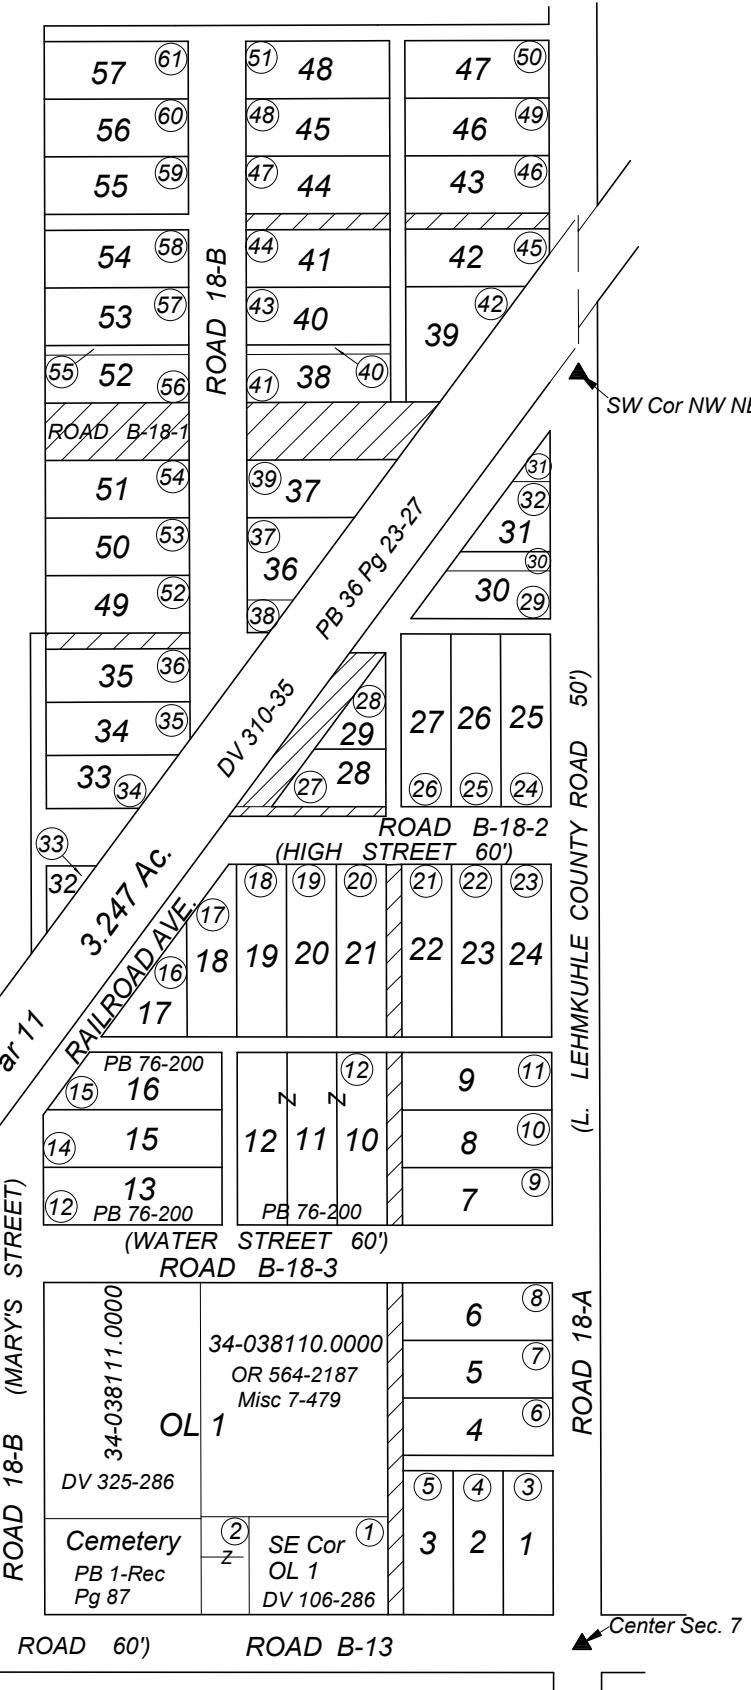 57 61 51 48 47 50
56 60 48 45 46 49
55 59 47 44 43 46
54 58 44 41 42 45
53 57 43 40 39 42
ROAD 18-B
55 52 56 41 38 40
SW Cor NW NE
ROAD B-18-1
51 54 39 37 31
50 53 37 36 32 31
30
49 52 38 30 29
PB 36 Pg 23-27
35 36
34 35
33 34
DV 310-35
28 29
27 28
27 26 25
26 25 24
ROAD B-18-2
(HIGH STREET 60')
(L. LEHMKUHLE COUNTY ROAD 50')
33
32
3.247 Ac.
RAILROAD AVE.
ar 11
18 19 20 21 22 23
17
16
17 18 19 20 21 22 23 24
PB 76-200
15 16
14 15
13
12 PB 76-200
12
Z Z
12 11 10
PB 76-200
9 11
8 10
7 9
(WATER STREET 60')
ROAD B-18-3
ROAD 18-B (MARY'S STREET)
34-038111.0000
34-038110.0000
OR 564-2187
Misc 7-479
OL 1
DV 325-286
6 8
5 7
4 6
ROAD 18-A
Cemetery
PB 1-Rec
Pg 87
2
Z
SE Cor 1
OL 1
DV 106-286
5 4 3
3 2 1
Center Sec. 7
ROAD 60') ROAD B-13